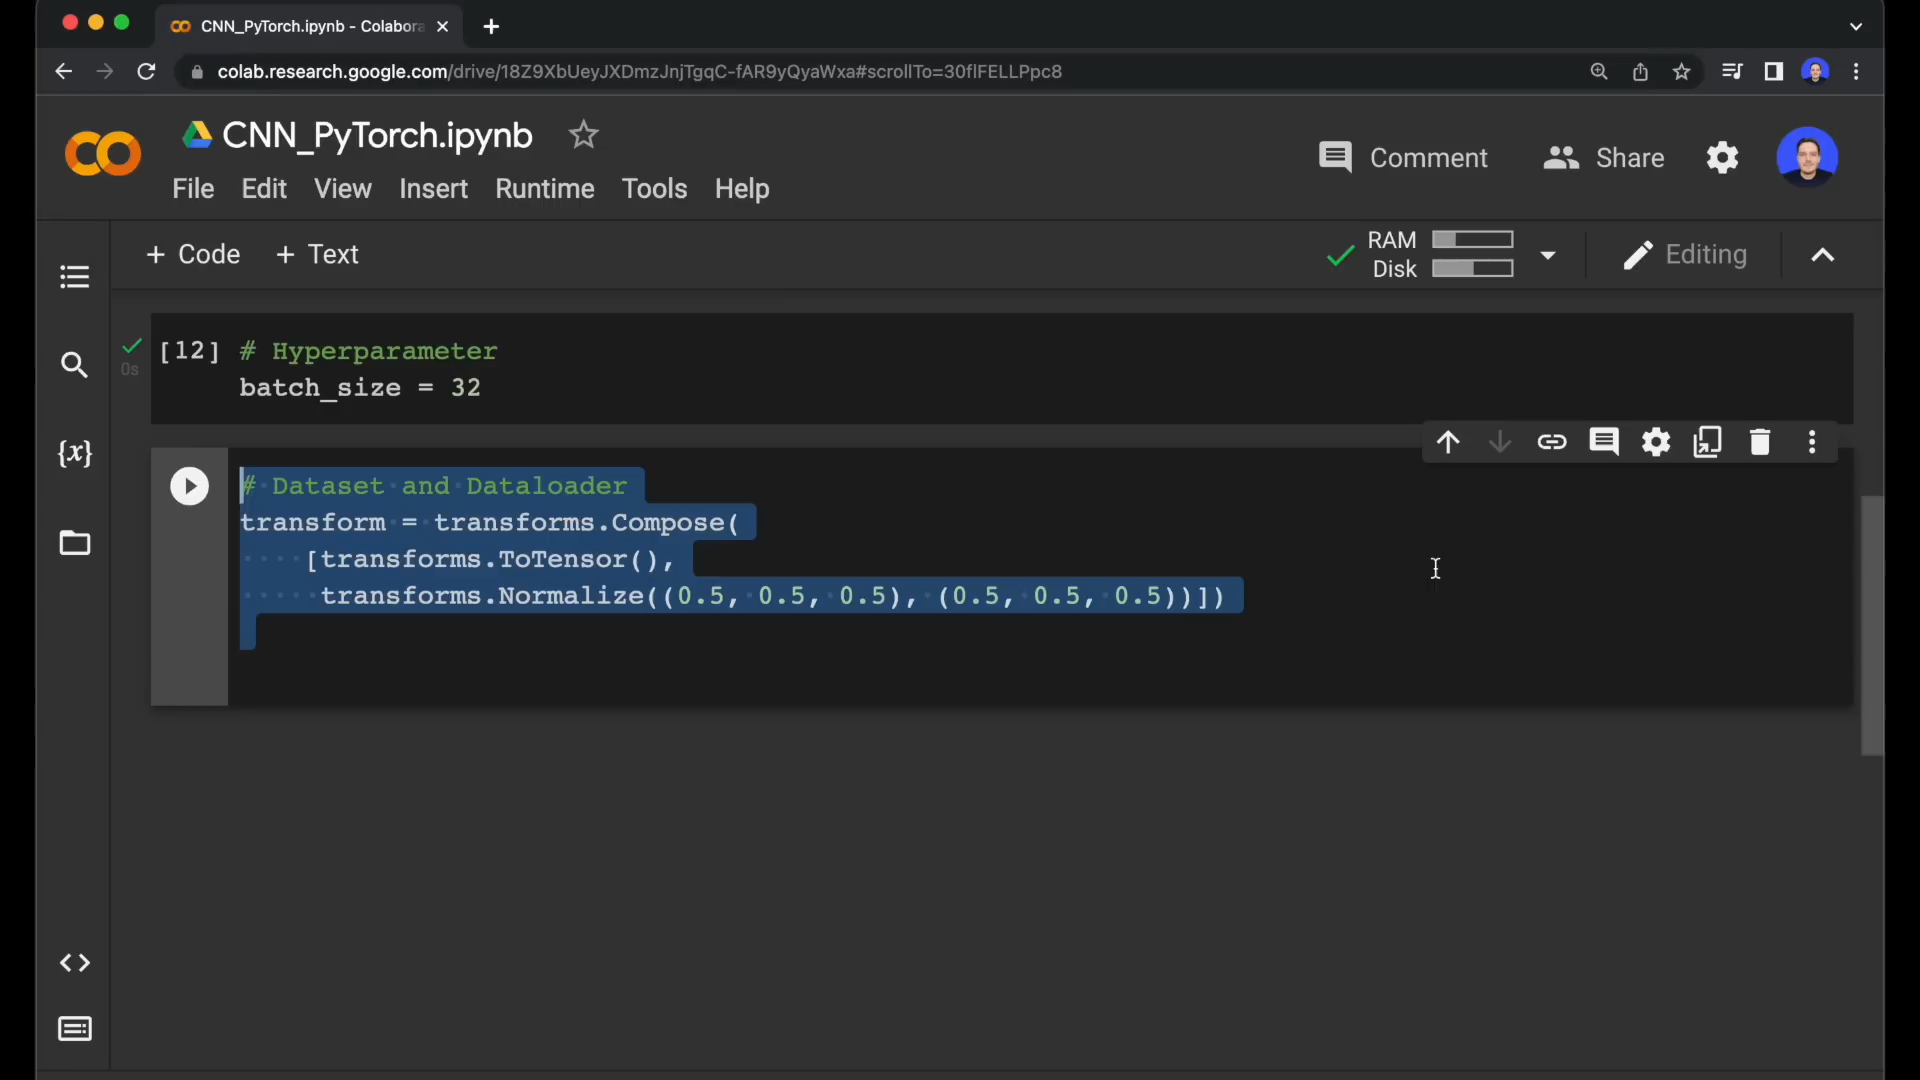 CNN_PyTorch.ipynb - Colabora
colab.research.google.com/drive/18Z9XbUeyJXDmzJnjTgqC-fAR9yQyaWxa#scrollTo=30flFELLPpc8
CNN_PyTorch.ipynb
Comment
Share
File Edit View Insert Runtime Tools Help
+ Code + Text
RAM
Disk
Editing
[12] # Hyperparameter
0s
batch_size = 32
{x}
# Dataset and Dataloader
transform = transforms.Compose(
[transforms.ToTensor(),
transforms.Normalize((0.5, 0.5, 0.5), (0.5, 0.5, 0.5))])